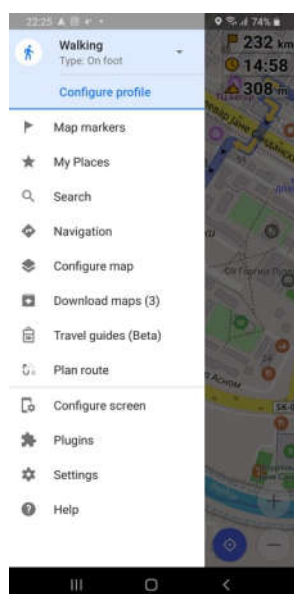 22:25
74%
Walking
Type: On foot
Configure profile
232 km
14:58
308 m
Map markers
My Places
Search
Navigation
Configure map
Download maps (3)
Travel guides (Beta)
Plan route
Configure screen
Plugins
Settings
Help